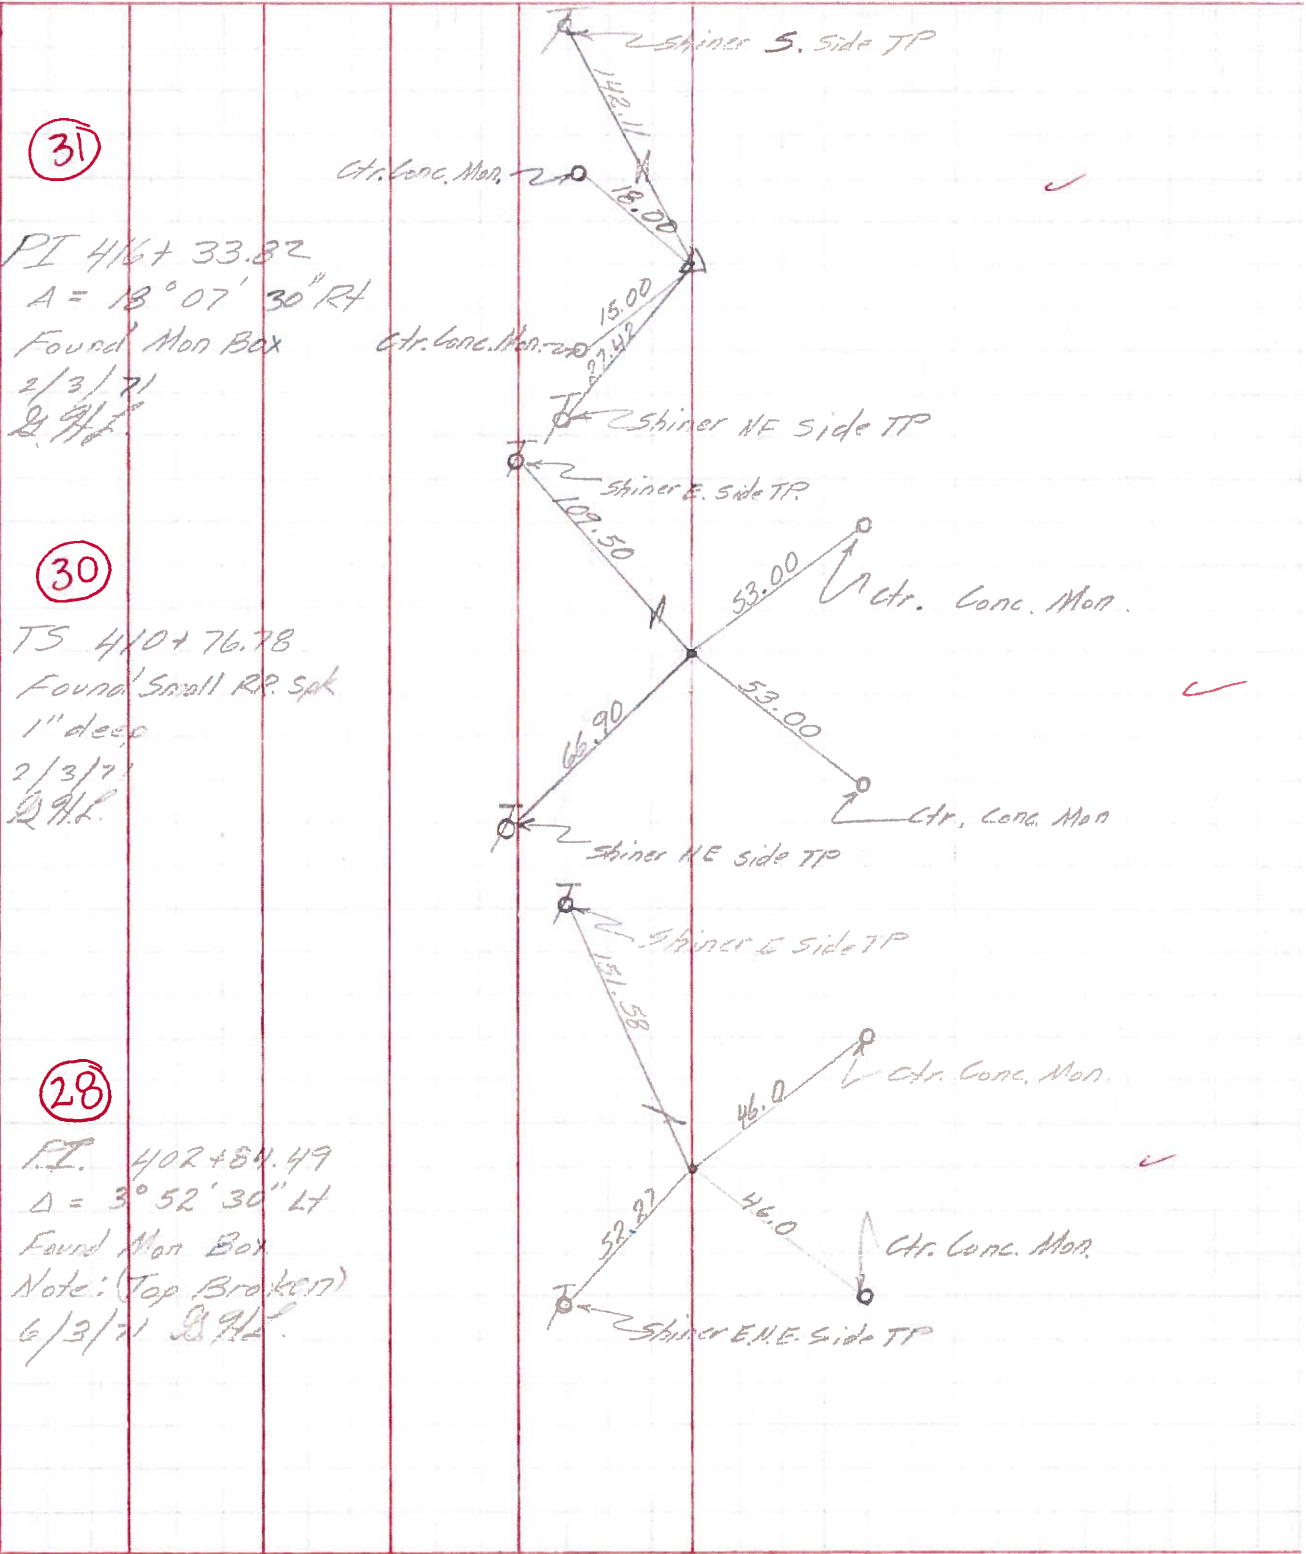 Shiner S. Side TP
142.11
31
Ctr. Conc. Mon.
18.00
PI 416+33.82
Δ = 18°07'30" Rt
15.00
Found Mon Box
Ctr. Conc. Mon.
27.42
2/3/71
Shiner NE side TP
Shiner E. Side TP.
109.50
30
53.00
Ctr. Conc. Mon.
TS 410+76.78
Found Small RR. Spk
1" deep
53.00
66.90
2/3/71
Ctr. Conc. Mon
Shiner NE side TP
Shiner E Side TP
151.58
28
46.0
Ctr. Conc. Mon.
P.I. 402+84.49
Δ = 3°52'30" Lt
52.27
46.0
Found Mon Box
Ctr. Conc. Mon.
Note: (Top Broken)
6/3/71
Shiner E.N.E. Side TP